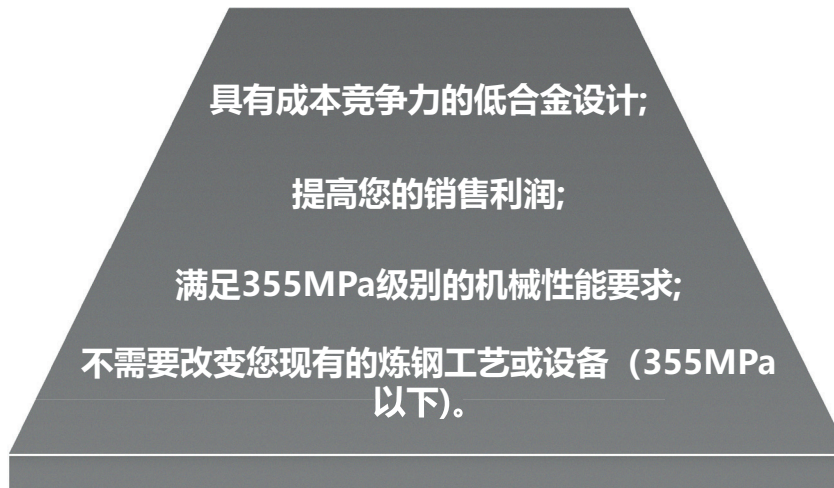 具有成本竞争力的低合金设计;
提高您的销售利润;
满足355MPa级别的机械性能要求;
不需要改变您现有的炼钢工艺或设备（355MPa
以下)。